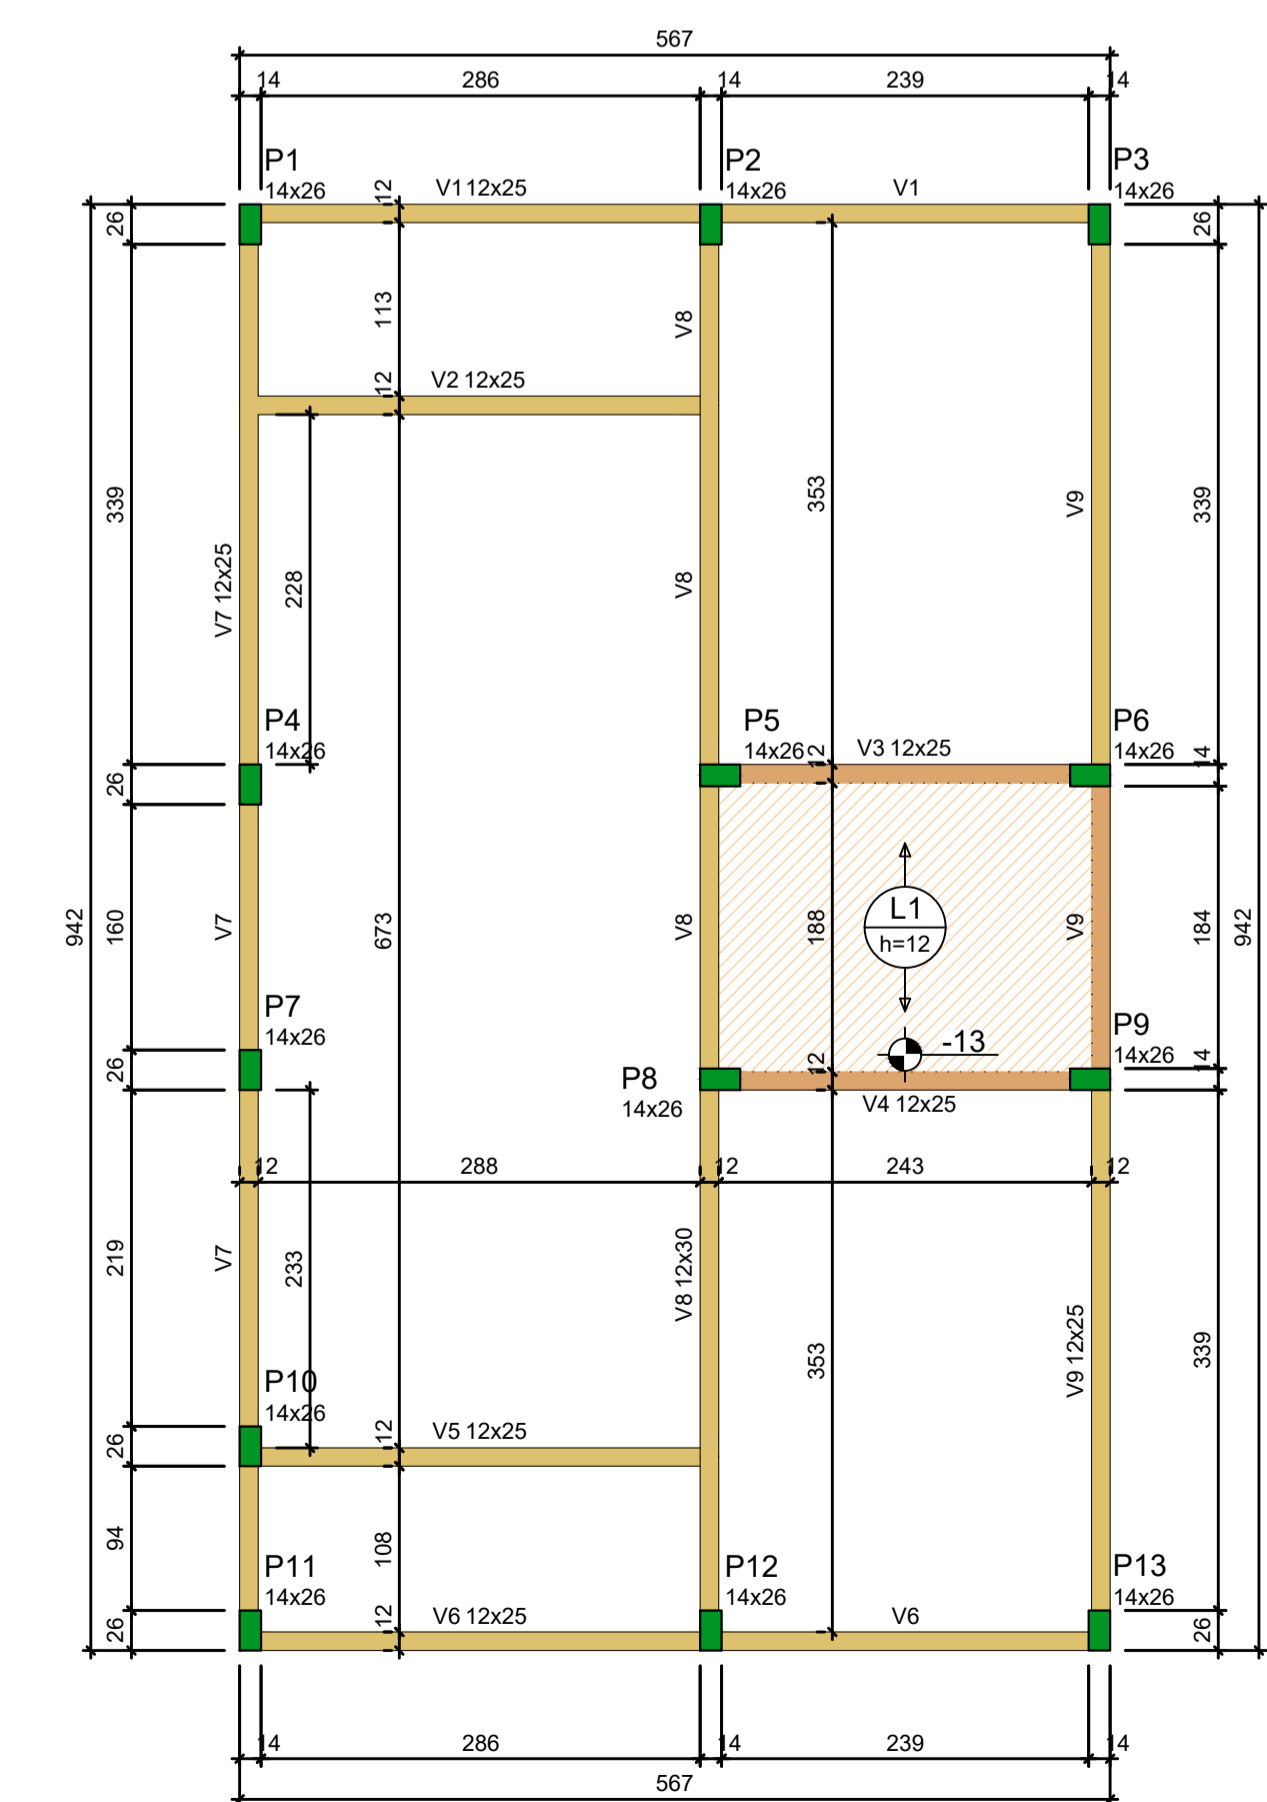 567
14 286 14 239 14
P1 P2 P3
14x26 V1 12x25 14x26 V1 14x26
12
26 26
113
V8
V2 12x25
12
339 228 V7 12x25 V8 353 V9 339
P4 P5 P6
14x26 14x26 12 V3 12x25 14x26 14
26
L1
h=12
942 160 V7 673 V8 188 V9 184 942
P7
14x26
-13
P9
14x26
12 14
26
P8
14x26
V4 12x25
12 288 12 243 12
219 V7 233 V8 12x30 353 V9 12x25 339
P10
14x26
V5 12x25
12
26
94 108
P11 P12 P13
14x26 14x26 14x26
V6 12x25 V6
12
26 26
14 286 14 239 14
567